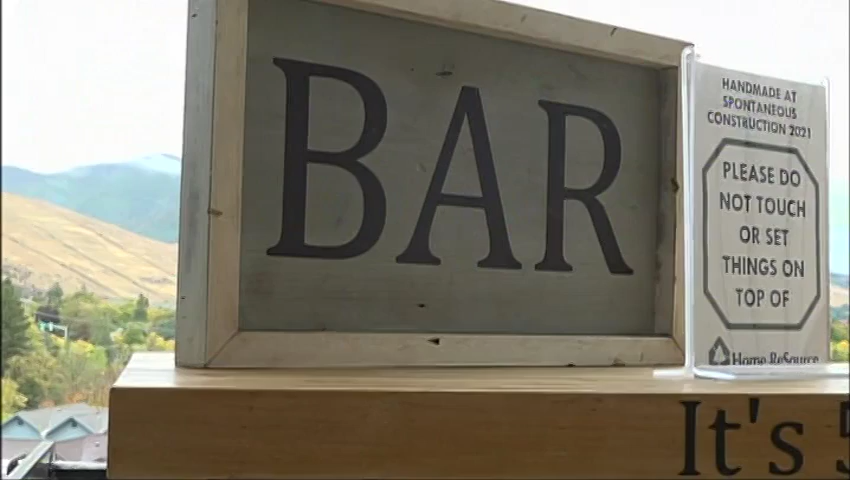 BAR
HANDMADE AT
SPONTANEOUS
CONSTRUCTION 2021
PLEASE DO
NOT TOUCH
OR SET
THINGS ON
TOP OF
Home ReSource
It's 5